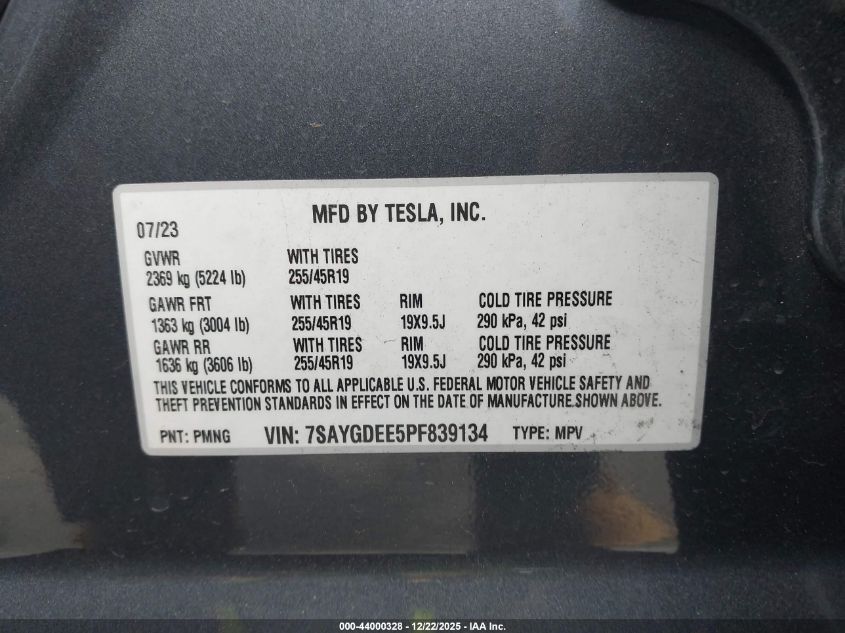 MFD BY TESLA, INC.
07/23
GVWR WITH TIRES
2369 kg (5224 lb) 255/45R19
GAWR FRT WITH TIRES RIM COLD TIRE PRESSURE
1363 kg (3004 lb) 255/45R19 19X9.5J 290 kPa, 42 psi
GAWR RR WITH TIRES RIM COLD TIRE PRESSURE
1636 kg (3606 lb) 255/45R19 19X9.5J 290 kPa, 42 psi
THIS VEHICLE CONFORMS TO ALL APPLICABLE U.S. FEDERAL MOTOR VEHICLE SAFETY AND
THEFT PREVENTION STANDARDS IN EFFECT ON THE DATE OF MANUFACTURE.SHOWN ABOVE.
PNT: PMNG VIN: 7SAYGDEE5PF839134 TYPE: MPV
000-44000328 - 12/22/2025 - IAA Inc.